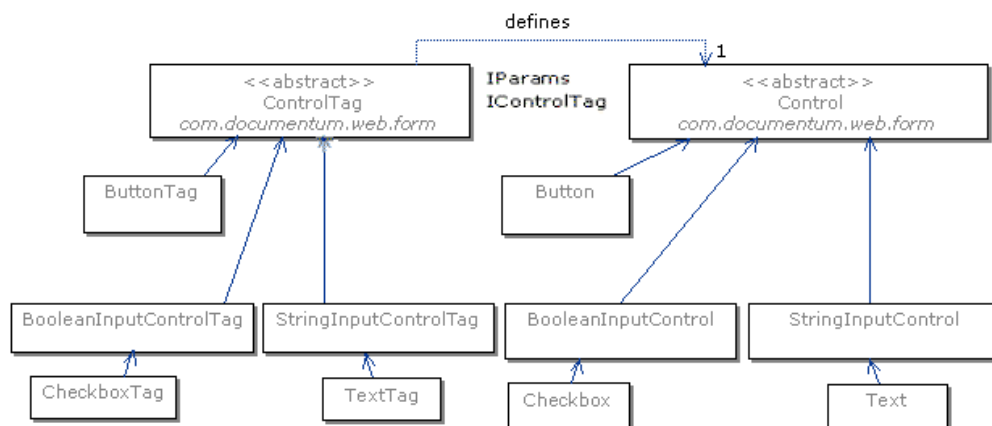 defines
1
<<abstract>>
ControlTag
com.documentum.web.form
IParams
IControlTag
<<abstract>>
Control
com.documentum.web.form
ButtonTag
Button
BooleanInputControlTag
StringInputControlTag
BooleanInputControl
StringInputControl
CheckboxTag
TextTag
Checkbox
Text